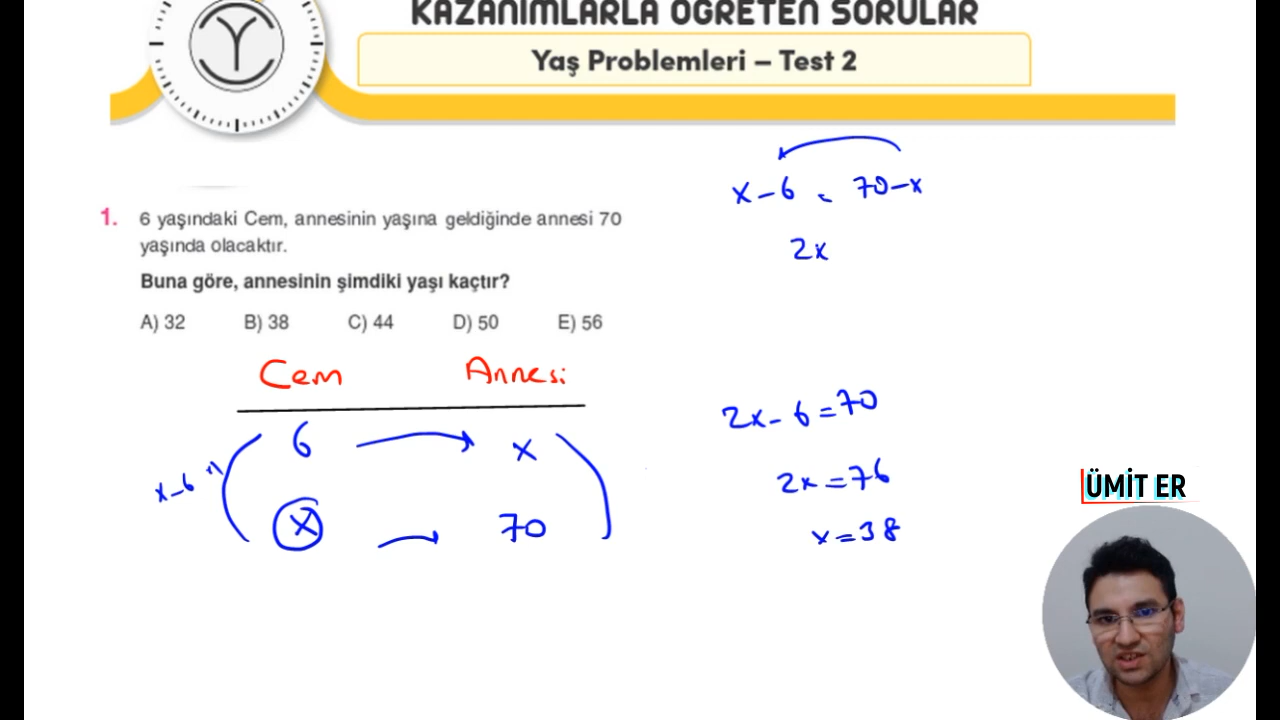 KAZANIMLARLA ÖĞRETEN SORULAR
Yaş Problemleri – Test 2
1. 6 yaşındaki Cem, annesinin yaşına geldiğinde annesi 70
yaşında olacaktır.
Buna göre, annesinin şimdiki yaşı kaçtır?
A) 32 B) 38 C) 44 D) 50 E) 56
Cem Annesi
6 x
x-6
x 70
x-6 = 70-x
2x
2x-6=70
2x=76
x=38
ÜMİT ER